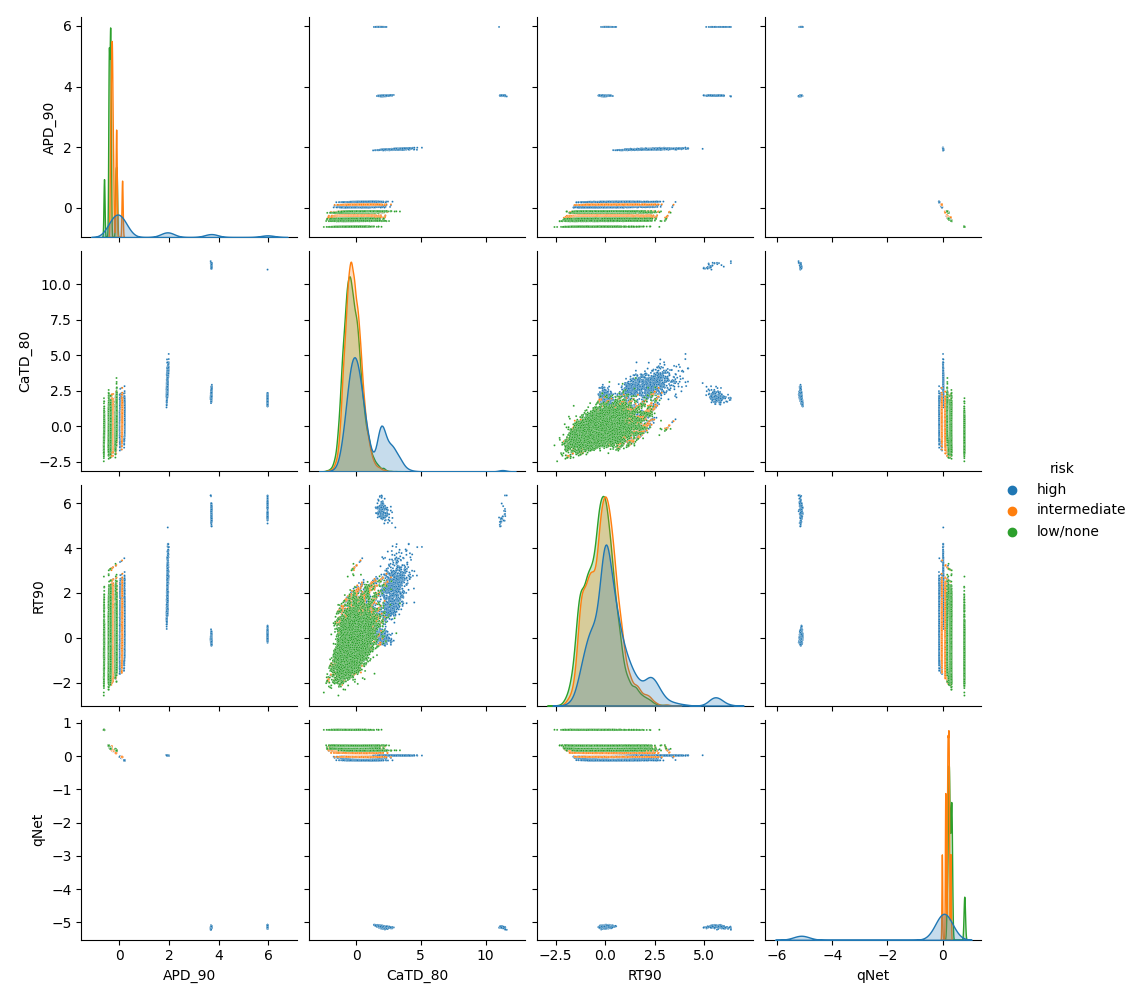 6
4
2
0
APD_90
10.0
7.5
5.0
2.5
0.0
−2.5
CaTD_80
6
4
2
0
−2
RT90
1
0
−1
−2
−3
−4
−5
qNet
0 2 4 6
0 5 10
−2.5 0.0 2.5 5.0
−6 −4 −2 0
APD_90 CaTD_80 RT90 qNet
risk
high
intermediate
low/none